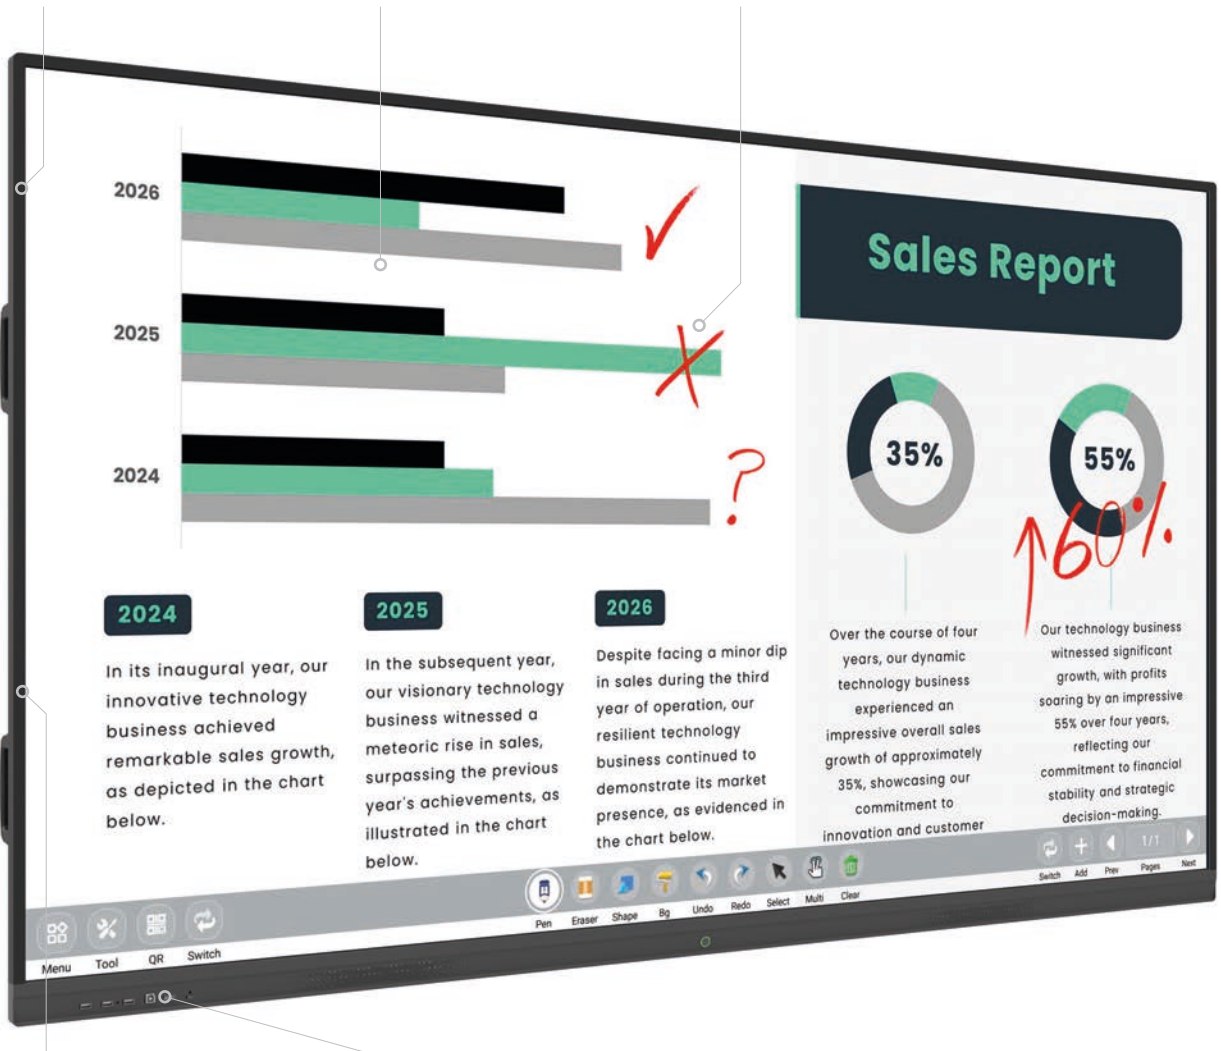 2026
2025
2024
Sales Report
35%
55%
60%
2024
In its inaugural year, our
innovative technology
business achieved
remarkable sales growth,
as depicted in the chart
below.
2025
In the subsequent year,
our visionary technology
business witnessed a
meteoric rise in sales,
surpassing the previous
year's achievements, as
illustrated in the chart
below.
2026
Despite facing a minor dip
in sales during the third
year of operation, our
resilient technology
business continued to
demonstrate its market
presence, as evidenced in
the chart below.
Over the course of four
years, our dynamic
technology business
experienced an
impressive overall sales
growth of approximately
35%, showcasing our
commitment to
innovation and customer
Our technology business
witnessed significant
growth, with profits
soaring by an impressive
55% over four years,
reflecting our
commitment to financial
stability and strategic
decision-making.
?
Menu Tool QR Switch
Pen Eraser Shape Bg Undo Redo Select Multi Clear
1/1
Switch Add Prev Pages Next